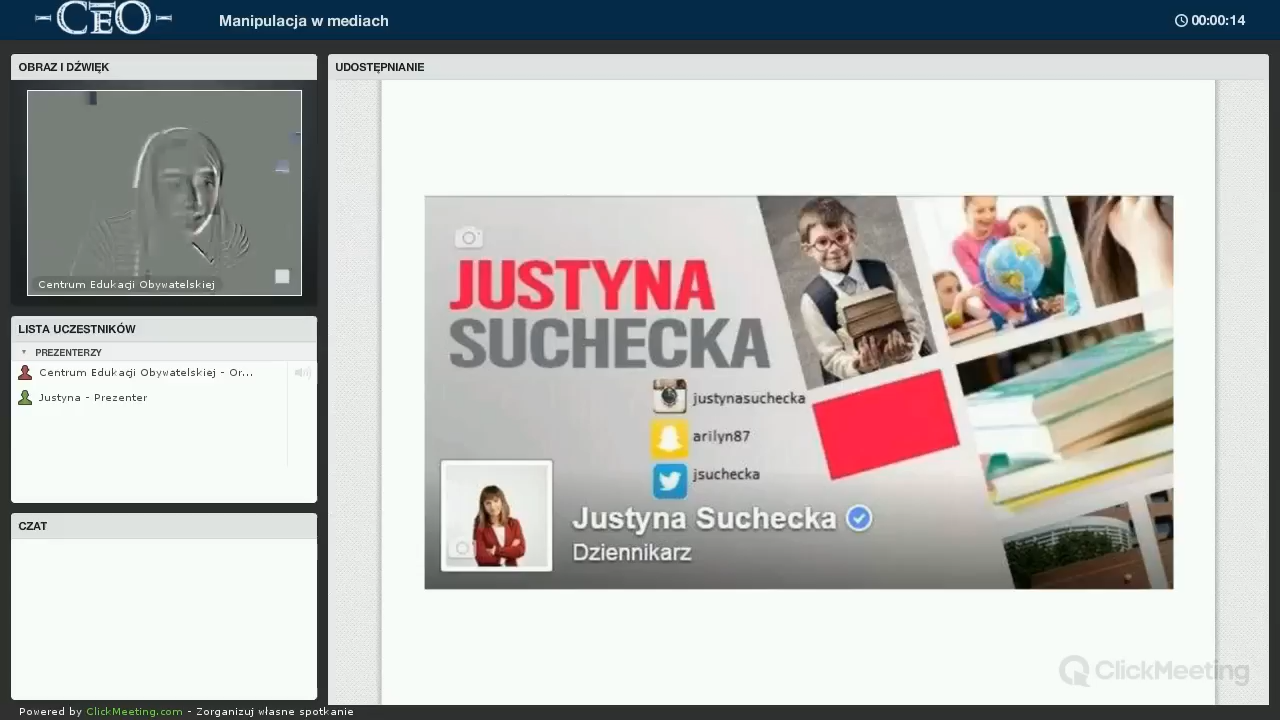 CEO
Manipulacja w mediach
00:00:14
OBRAZ I DŹWIĘK
Centrum Edukacji Obywatelskiej
LISTA UCZESTNIKÓW
PREZENTERZY
Centrum Edukacji Obywatelskiej - Or...
Justyna - Prezenter
CZAT
UDOSTĘPNIANIE
JUSTYNA
SUCHECKA
justynasuchecka
arilyn87
jsuchecka
Justyna Suchecka
Dziennikarz
ClickMeeting
Powered by ClickMeeting.com - Zorganizuj własne spotkanie